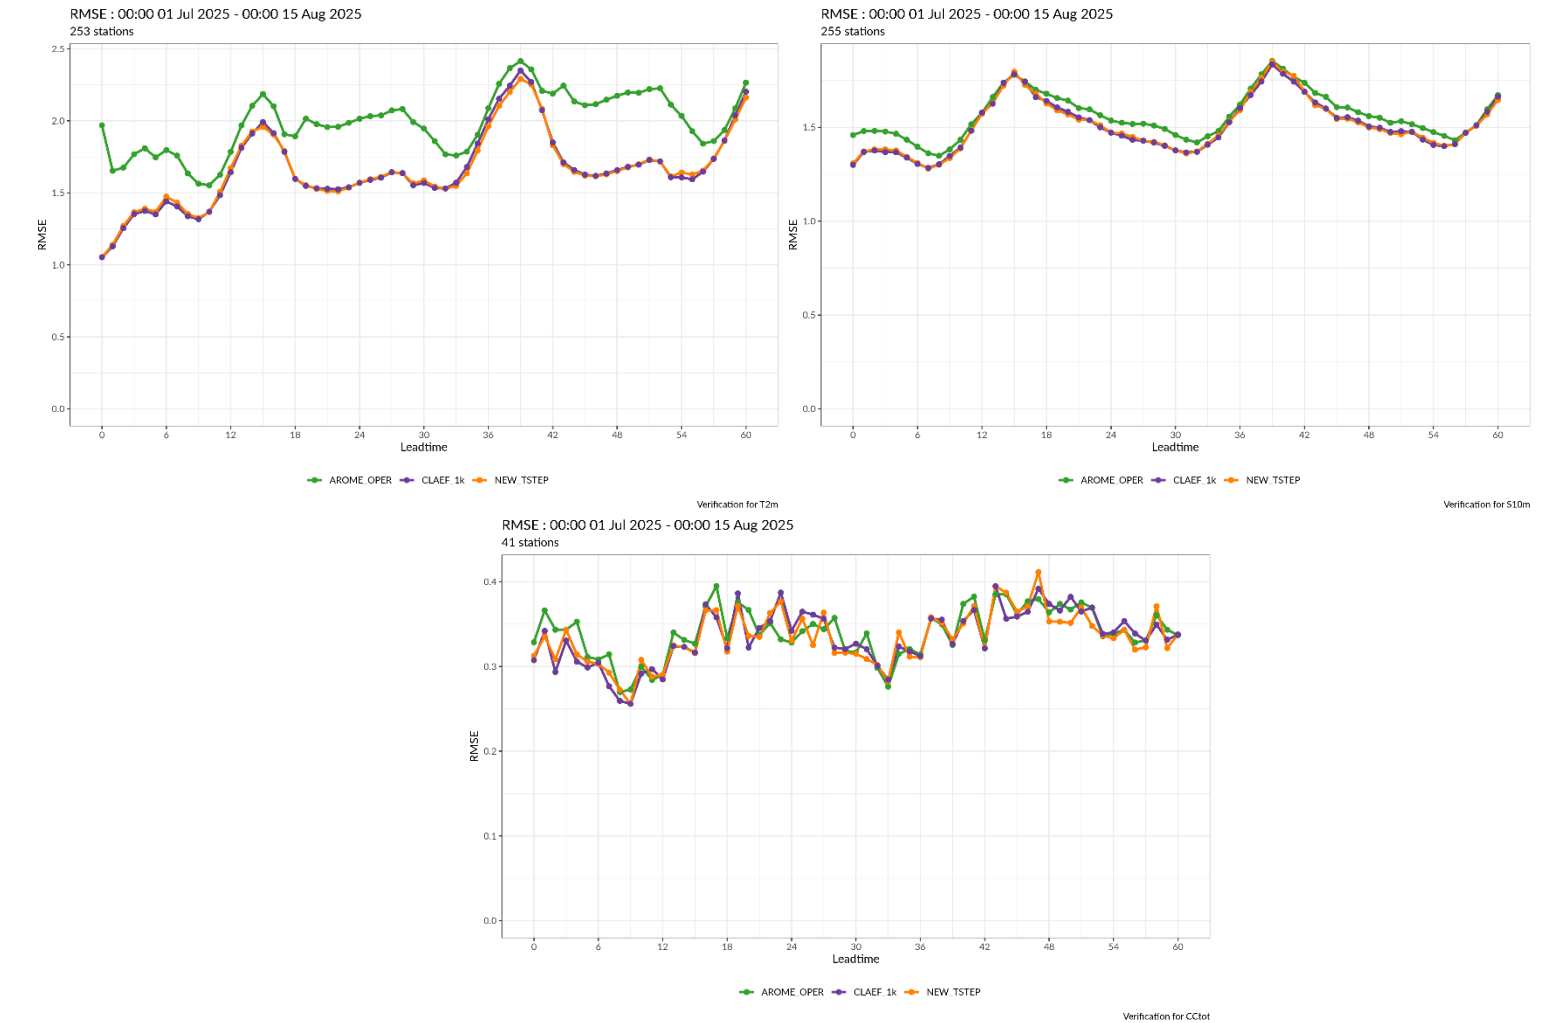 RMSE : 00:00 01 Jul 2025 - 00:00 15 Aug 2025
253 stations
2.5
2.0
1.5
1.0
0.5
0.0
RMSE
0 6 12 18 24 30 36 42 48 54 60
Leadtime
AROME_OPER CLAEF_1k NEW_TSTEP
Verification for T2m
RMSE : 00:00 01 Jul 2025 - 00:00 15 Aug 2025
255 stations
1.5
1.0
0.5
0.0
RMSE
0 6 12 18 24 30 36 42 48 54 60
Leadtime
AROME_OPER CLAEF_1k NEW_TSTEP
Verification for S10m
RMSE : 00:00 01 Jul 2025 - 00:00 15 Aug 2025
41 stations
0.4
0.3
0.2
0.1
0.0
RMSE
0 6 12 18 24 30 36 42 48 54 60
Leadtime
AROME_OPER CLAEF_1k NEW_TSTEP
Verification for CCtot